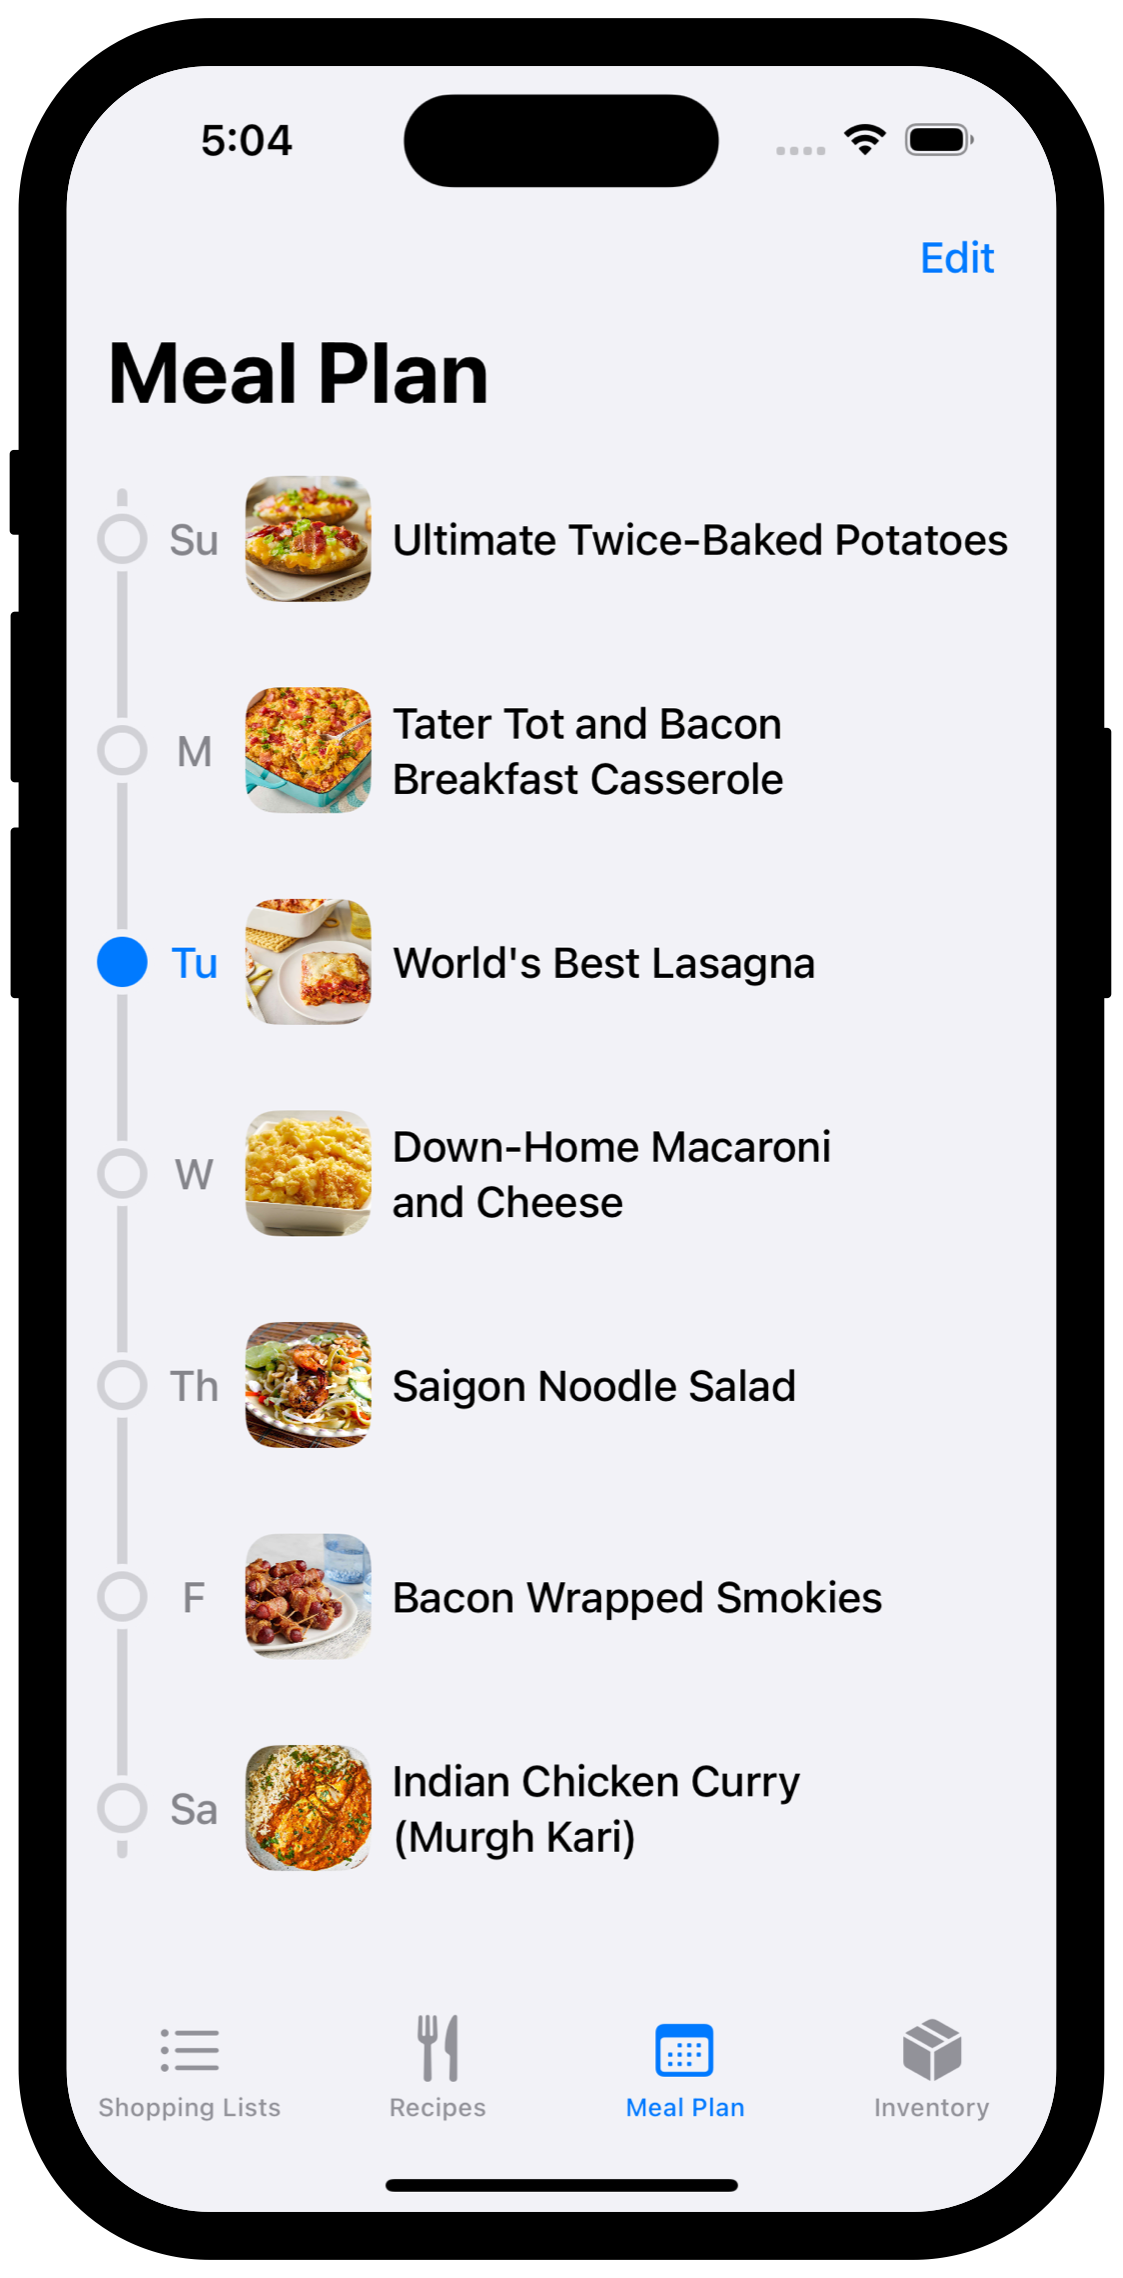 5:04
Edit
Meal Plan
Su
Ultimate Twice-Baked Potatoes
M
Tater Tot and Bacon
Breakfast Casserole
Tu
World's Best Lasagna
W
Down-Home Macaroni
and Cheese
Th
Saigon Noodle Salad
F
Bacon Wrapped Smokies
Sa
Indian Chicken Curry
(Murgh Kari)
Shopping Lists
Recipes
Meal Plan
Inventory